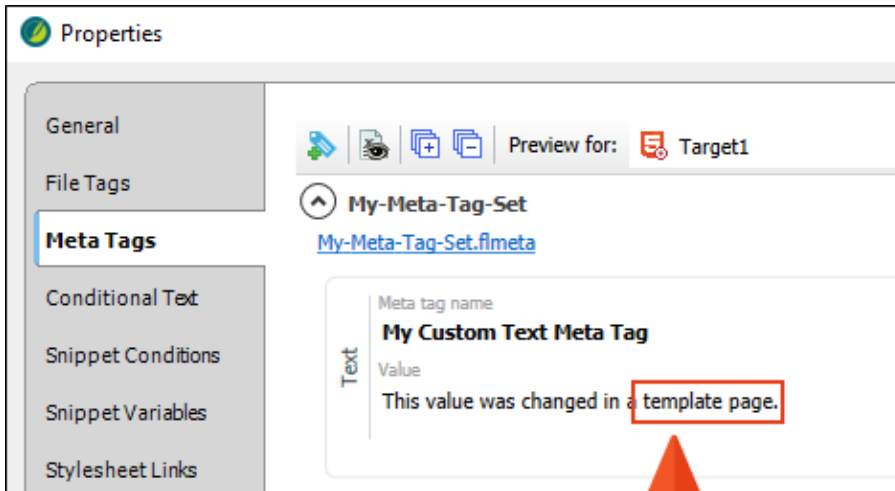 Properties
General
File Tags
Meta Tags
Conditional Text
Snippet Conditions
Snippet Variables
Stylesheet Links
Preview for: Target1
My-Meta-Tag-Set
My-Meta-Tag-Set.flmeta
Text
Meta tag name
My Custom Text Meta Tag
Value
This value was changed in a template page.